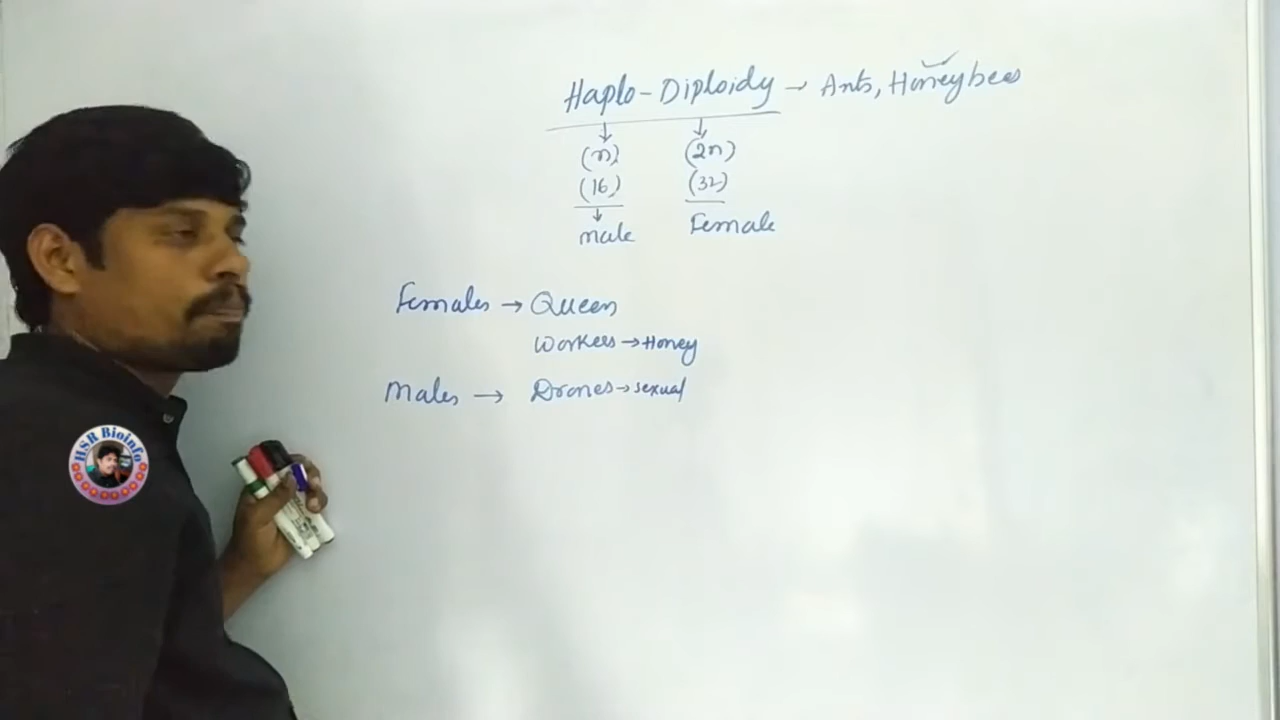 Haplo-Diploidy → Ants, Honeybees
(n) (2n)
(16) (32)
male Female
Females → Queen
Workers → Honey
Males → Drones → sexual
HSR Bioinfo